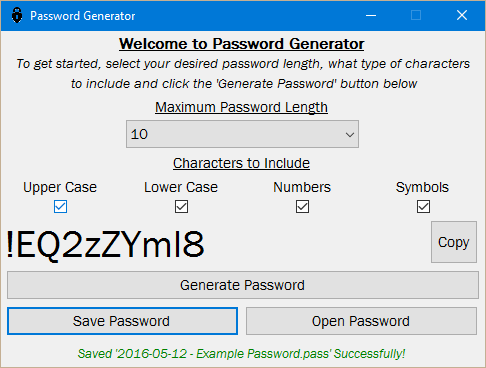 Password Generator
Welcome to Password Generator
To get started, select your desired password length, what type of characters
to include and click the 'Generate Password' button below
Maximum Password Length
10
Characters to Include
Upper Case Lower Case Numbers Symbols
!EQ2zZYmI8
Copy
Generate Password
Save Password Open Password
Saved '2016-05-12 - Example Password.pass' Successfully!